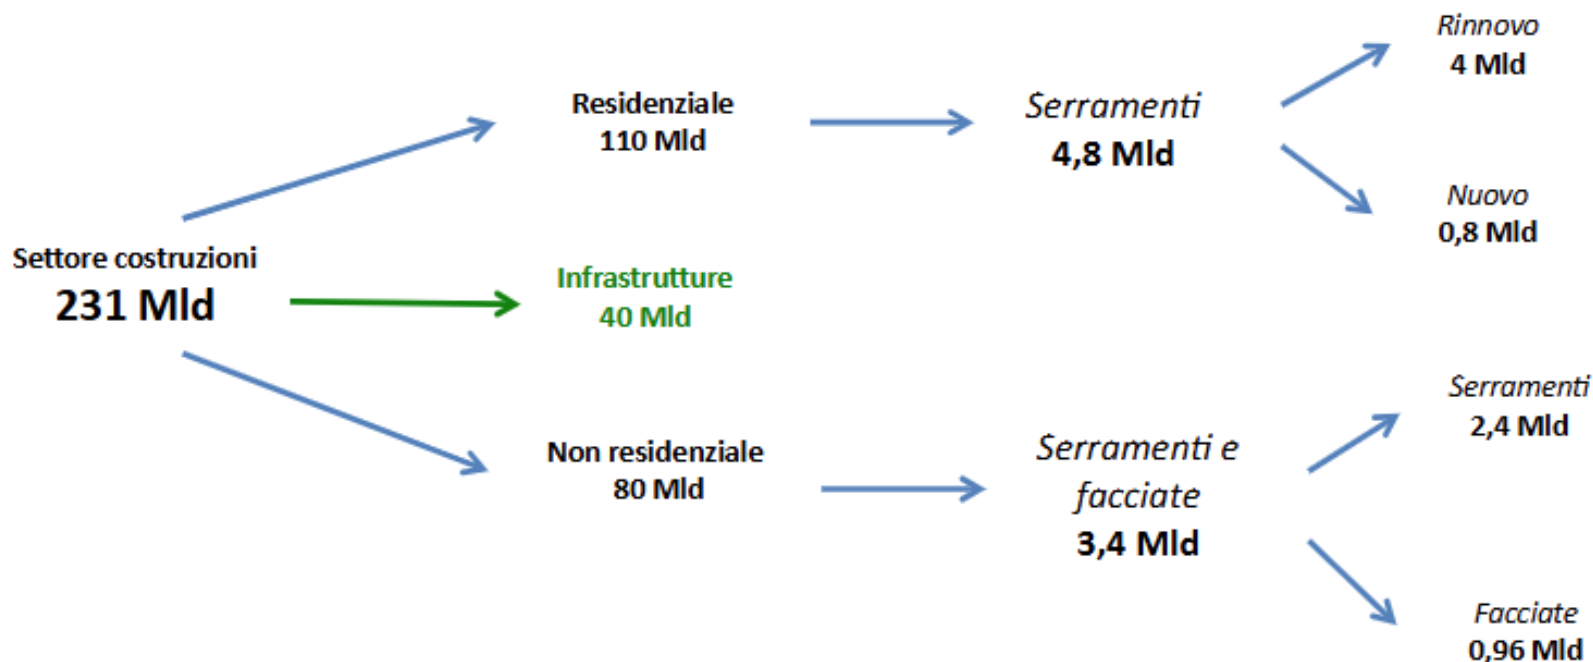 Settore costruzioni
231 Mld
Residenziale
110 Mld
Infrastrutture
40 Mld
Non residenziale
80 Mld
Serramenti
4,8 Mld
Serramenti e
facciate
3,4 Mld
Rinnovo
4 Mld
Nuovo
0,8 Mld
Serramenti
2,4 Mld
Facciate
0,96 Mld